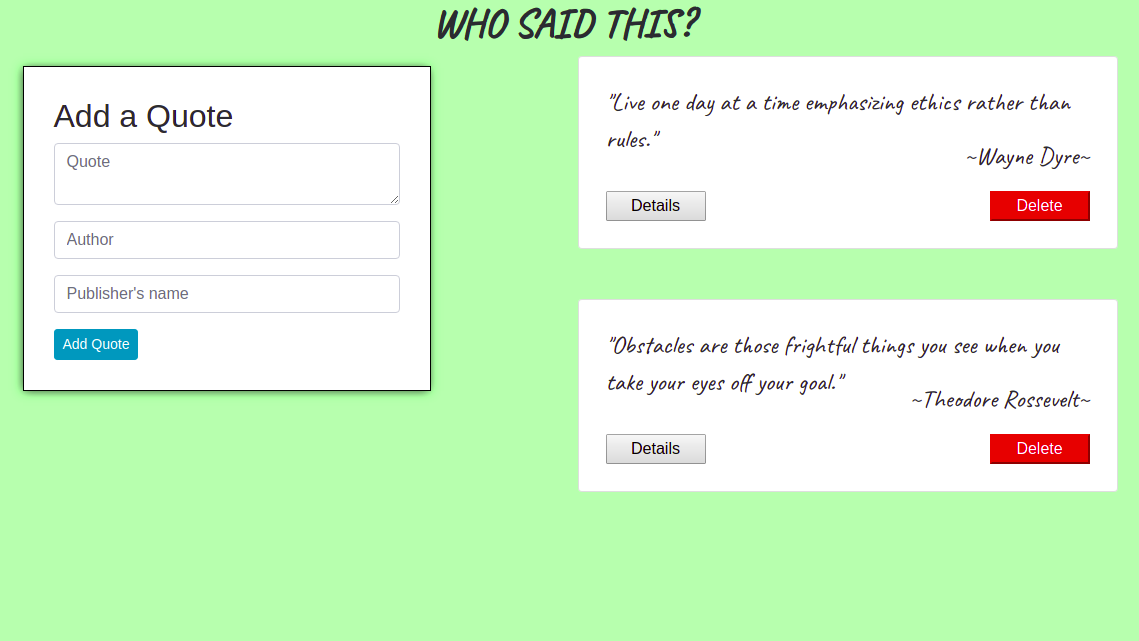 WHO SAID THIS?
Add a Quote
Quote
Author
Publisher's name
Add Quote
"Live one day at a time emphasizing ethics rather than
rules."
~Wayne Dyre~
Details
Delete
"Obstacles are those frightful things you see when you
take your eyes off your goal."
~Theodore Rossevelt~
Details
Delete